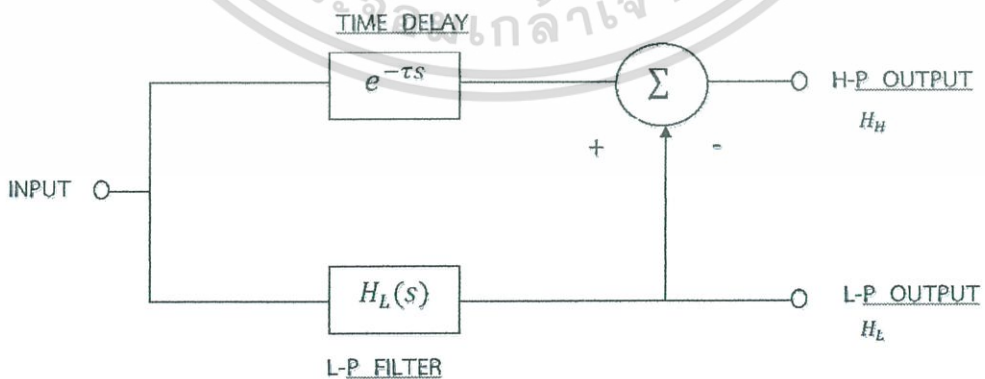 TIME DELAY
e^{-τs}
Σ
H-P OUTPUT
H_H
+ -
INPUT
H_L(s)
L-P OUTPUT
H_L
L-P FILTER